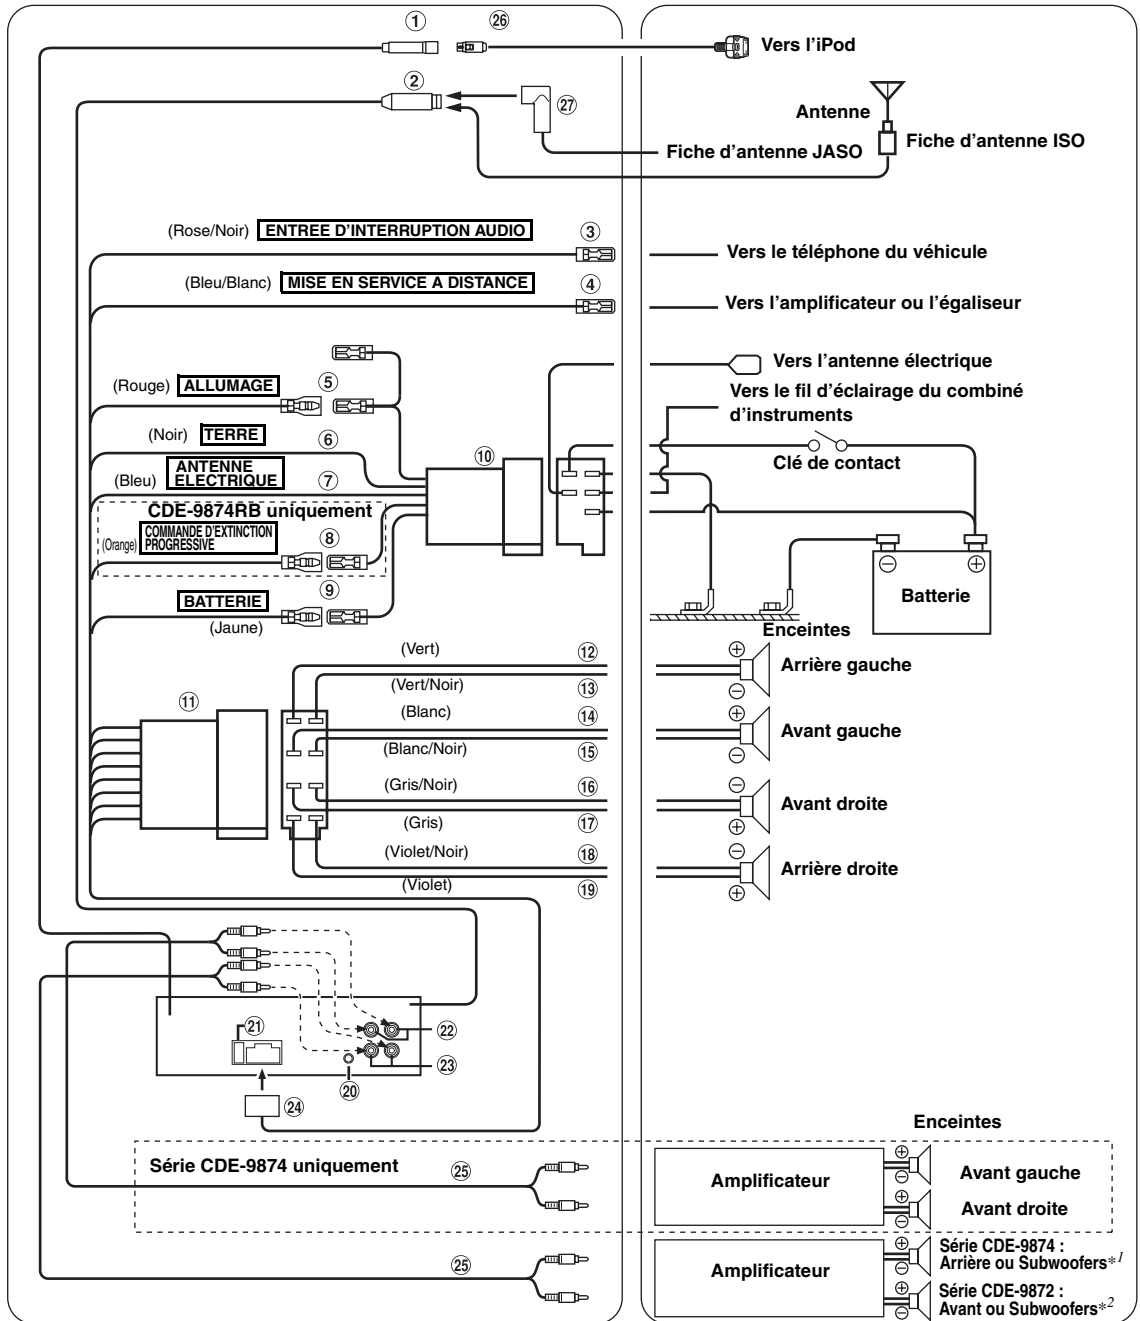 ① ㉖ Vers l'iPod
② ㉗
Antenne
Fiche d'antenne JASO
Fiche d'antenne ISO
(Rose/Noir) ENTREE D'INTERRUPTION AUDIO ③
Vers le téléphone du véhicule
(Bleu/Blanc) MISE EN SERVICE A DISTANCE ④
Vers l'amplificateur ou l'égaliseur
Vers l'antenne électrique
(Rouge) ALLUMAGE ⑤
Vers le fil d'éclairage du combiné
d'instruments
(Noir) TERRE ⑥ ⑩
Clé de contact
(Bleu) ANTENNE
ELECTRIQUE ⑦
CDE-9874RB uniquement
(Orange) COMMANDE D'EXTINCTION
PROGRESSIVE ⑧
⊖ ⊕
Batterie
BATTERIE ⑨
(Jaune)
Enceintes
(Vert) ⑫ ⊕ Arrière gauche
(Vert/Noir) ⑬ ⊖
⑪
(Blanc) ⑭ ⊕ Avant gauche
(Blanc/Noir) ⑮ ⊖
(Gris/Noir) ⑯ ⊖ Avant droite
(Gris) ⑰ ⊕
(Violet/Noir) ⑱ ⊖ Arrière droite
(Violet) ⑲ ⊕
㉑ ㉒
㉓
⑳
㉔
Enceintes
Série CDE-9874 uniquement ㉕
Amplificateur
⊕ Avant gauche
⊖
⊕ Avant droite
⊖
㉕
Amplificateur
⊕ Série CDE-9874 :
⊖ Arrière ou Subwoofers*1
⊕ Série CDE-9872 :
⊖ Avant ou Subwoofers*2